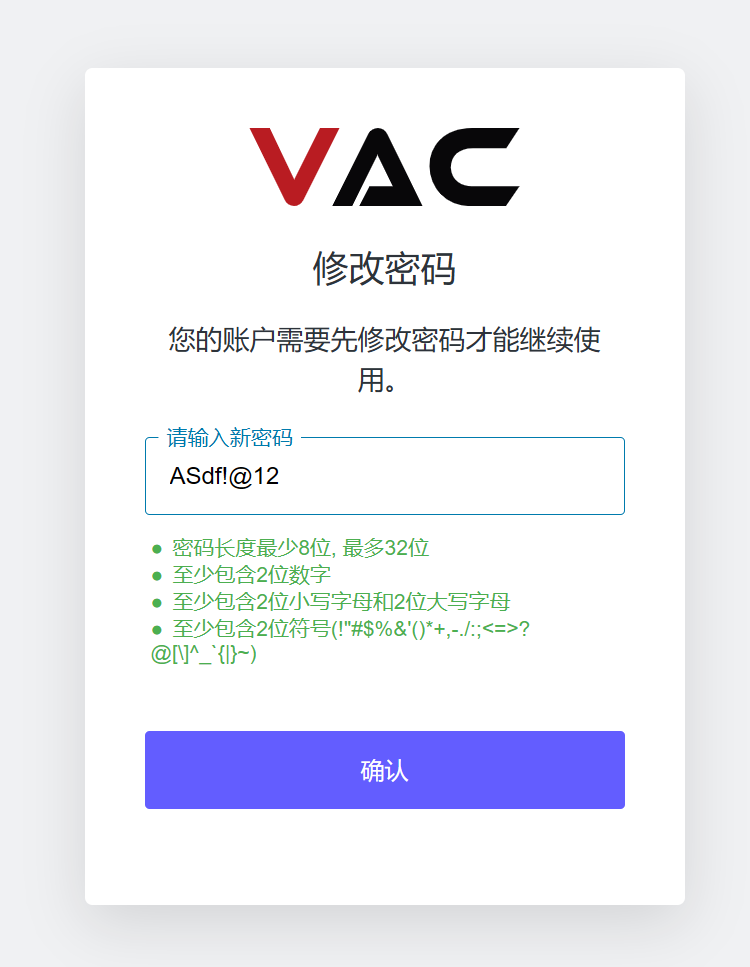 VAC
修改密码
您的账户需要先修改密码才能继续使
用。
请输入新密码
ASdf!@12
● 密码长度最少8位, 最多32位
● 至少包含2位数字
● 至少包含2位小写字母和2位大写字母
● 至少包含2位符号(!"#$%&'()*+,-./:;<=>?
@[\]^_`{|}~)
确认